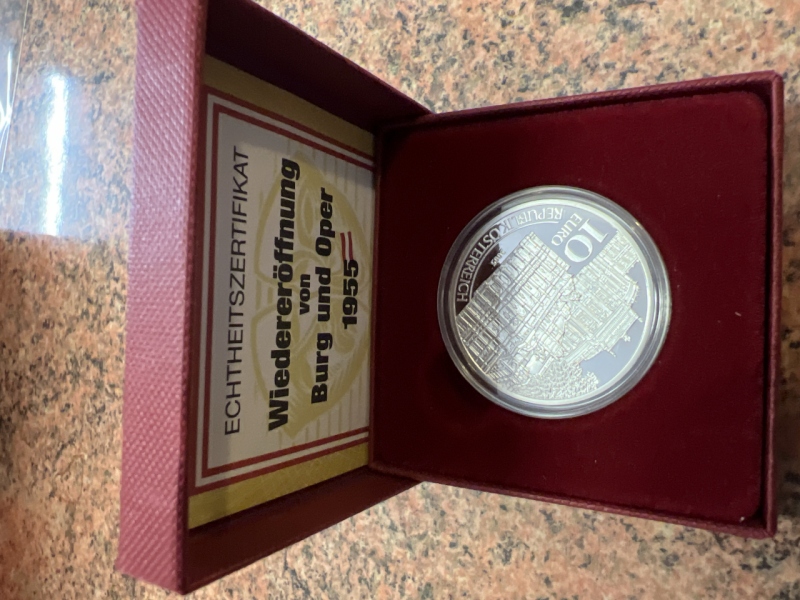 ECHTHEITSZERTIFIKAT
Wiedereröffnung
von
Burg und Oper
1955
REPUBLIK ÖSTERREICH
10
EURO